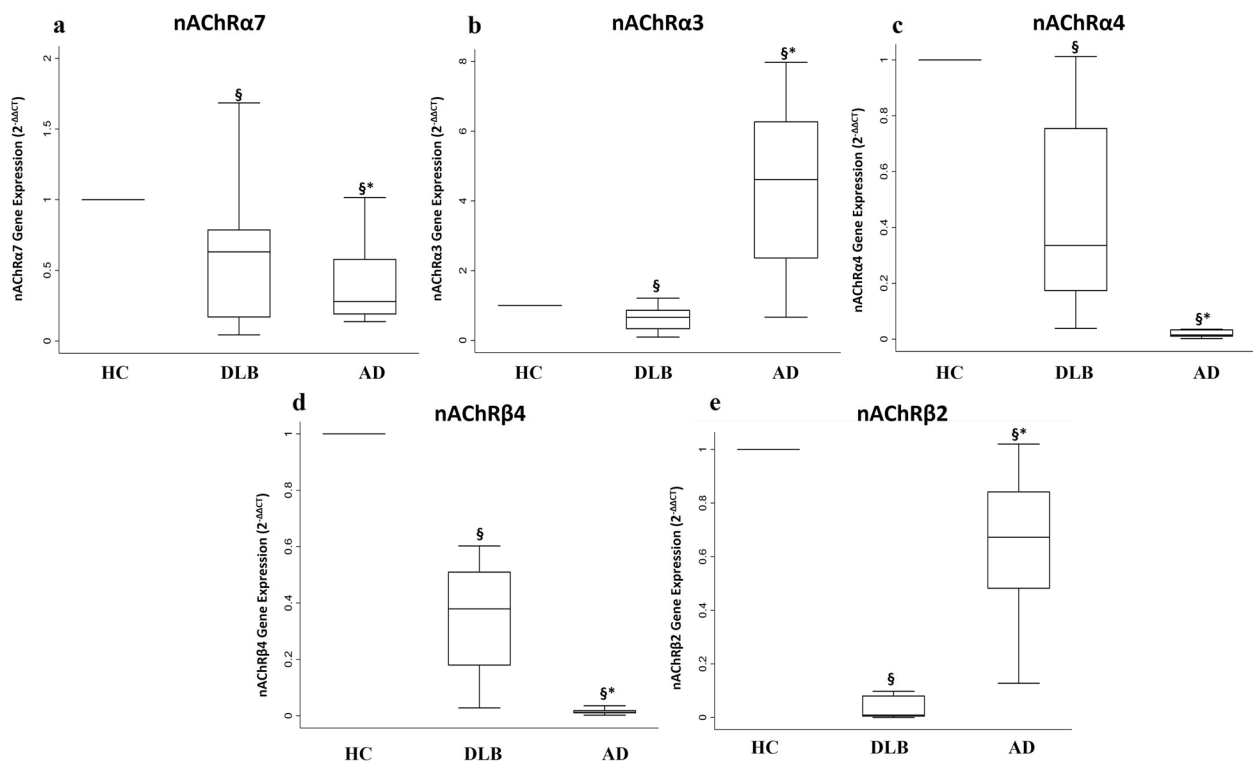 a
nAChRα7
nAChRα7 Gene Expression (2-ΔΔCT)
2
1.5
1
0.5
0
§
§*
HC DLB AD
b
nAChRα3
nAChRα3 Gene Expression (2-ΔΔCT)
8
6
4
2
0
§
§*
HC DLB AD
c
nAChRα4
nAChRα4 Gene Expression (2-ΔΔCT)
1
0.8
0.6
0.4
0.2
0
§
§*
HC DLB AD
d
nAChRβ4
nAChRβ4 Gene Expression (2-ΔΔCT)
1
0.8
0.6
0.4
0.2
0
§
§*
HC DLB AD
e
nAChRβ2
nAChRβ2 Gene Expression (2-ΔΔCT)
1
0.8
0.6
0.4
0.2
0
§
§*
HC DLB AD